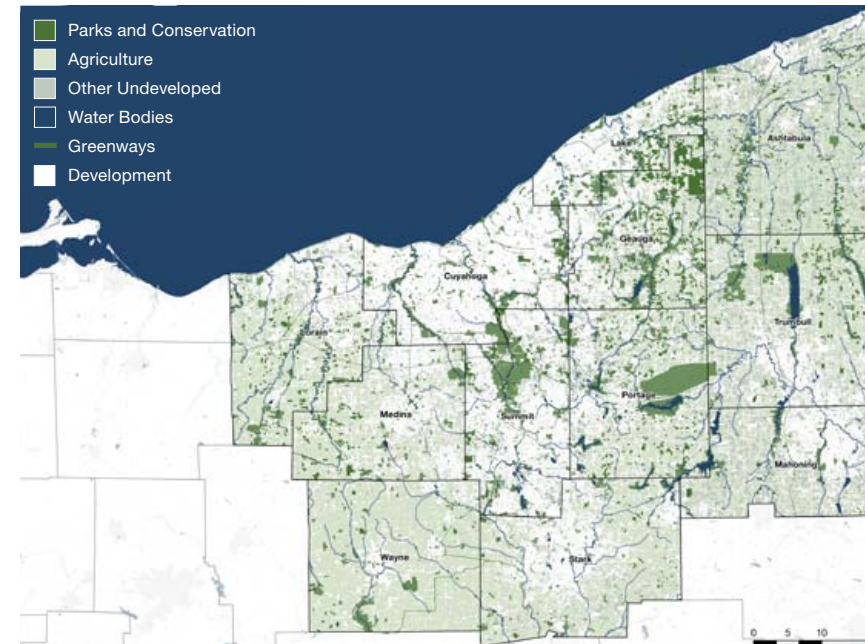 Parks and Conservation
Agriculture
Other Undeveloped
Water Bodies
Greenways
Development
Ashtabula
Lake
Geauga
Cuyahoga
Trumbull
Lorain
Portage
Medina
Summit
Mahoning
Wayne
Stark
0 5 10